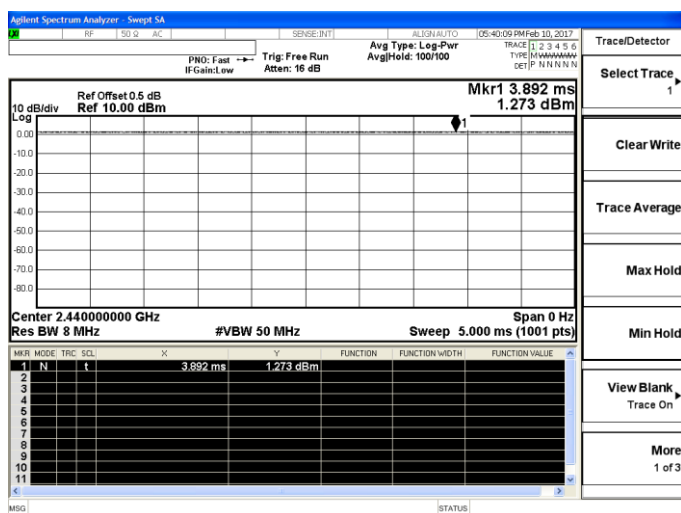 Agilent Spectrum Analyzer - Swept SA
RF 50 Ω AC SENSE:INT ALIGN AUTO 05:40:09 PM Feb 10, 2017
PNO: Fast Trig: Free Run Avg Type: Log-Pwr TRACE 1 2 3 4 5 6
IFGain:Low Atten: 16 dB Avg|Hold: 100/100 TYPE MWWWWW
DET P N N N N N
Trace/Detector
Select Trace
1
Clear Write
Trace Average
Max Hold
Min Hold
View Blank
Trace On
More
1 of 3
Mkr1 3.892 ms
1.273 dBm
Ref Offset 0.5 dB
10 dB/div Ref 10.00 dBm
Log
1
0.00
-10.0
-20.0
-30.0
-40.0
-50.0
-60.0
-70.0
-80.0
Center 2.440000000 GHz Span 0 Hz
Res BW 8 MHz #VBW 50 MHz Sweep 5.000 ms (1001 pts)
MKR MODE TRC SCL X Y FUNCTION FUNCTION WIDTH FUNCTION VALUE
1 N t 3.892 ms 1.273 dBm
2
3
4
5
6
7
8
9
10
11
MSG STATUS